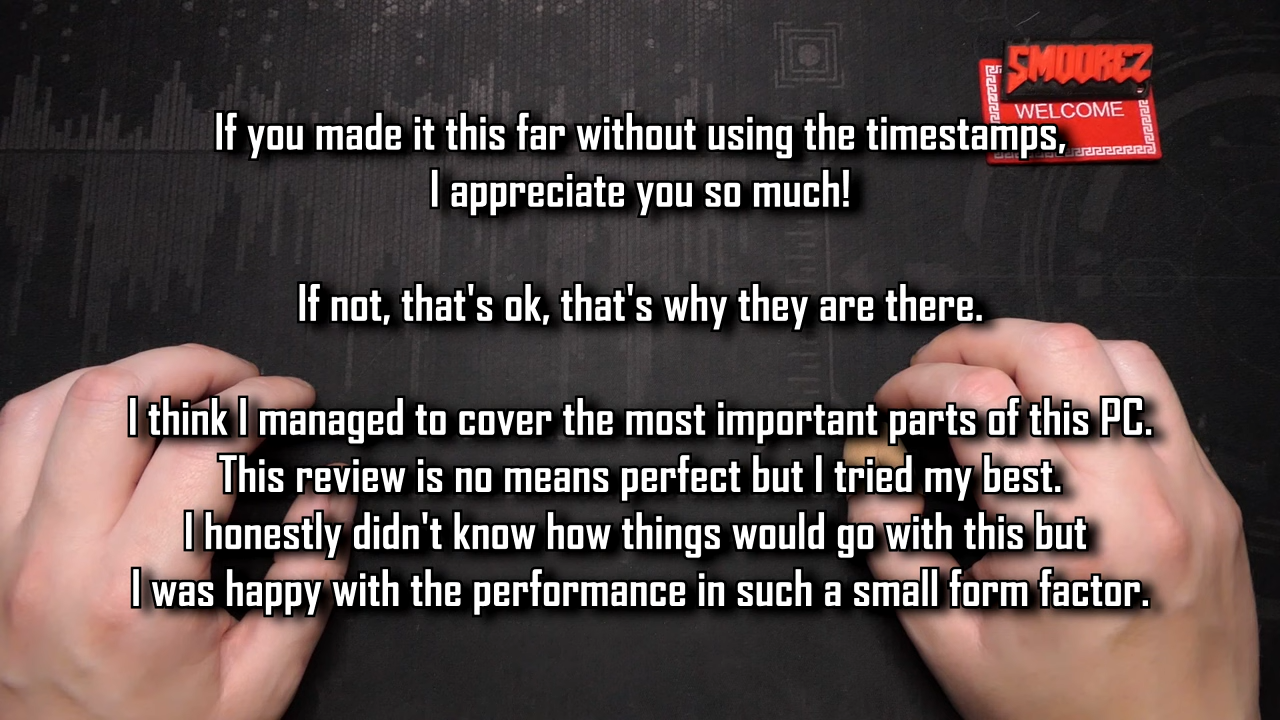 SMOOREZ
WELCOME
If you made it this far without using the timestamps,
I appreciate you so much!
If not, that's ok, that's why they are there.
I think I managed to cover the most important parts of this PC.
This review is no means perfect but I tried my best.
I honestly didn't know how things would go with this but
I was happy with the performance in such a small form factor.